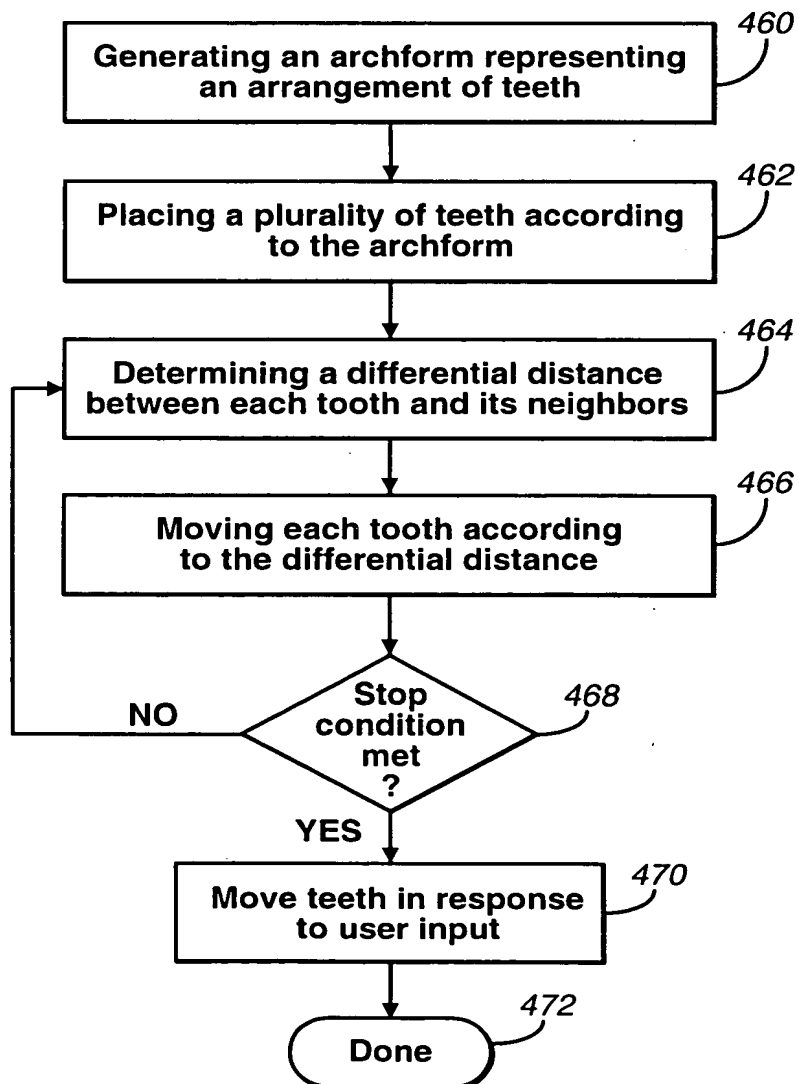 460
Generating an archform representing
an arrangement of teeth
462
Placing a plurality of teeth according
to the archform
464
Determining a differential distance
between each tooth and its neighbors
466
Moving each tooth according
to the differential distance
468
Stop
condition
met
?
NO
YES
470
Move teeth in response
to user input
472
Done